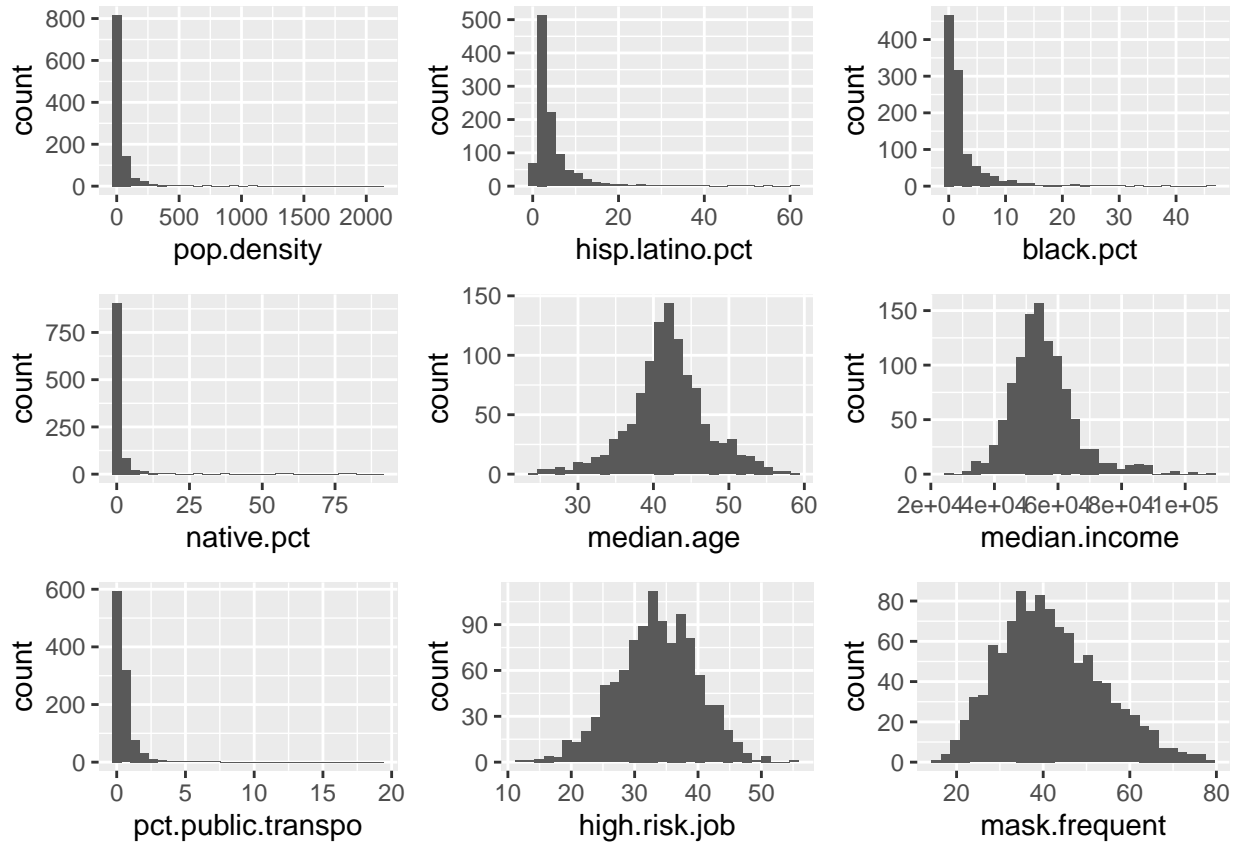 800
600
400
200
0
count
0 500 1000 1500 2000
pop.density
500
400
300
200
100
0
count
0 20 40 60
hisp.latino.pct
400
300
200
100
0
count
0 10 20 30 40
black.pct
750
500
250
0
count
0 25 50 75
native.pct
150
100
50
0
count
30 40 50 60
median.age
150
100
50
0
count
2e+04 4e+04 6e+04 8e+04 1e+05
median.income
600
400
200
0
count
0 5 10 15 20
pct.public.transpo
90
60
30
0
count
10 20 30 40 50
high.risk.job
80
60
40
20
0
count
20 40 60 80
mask.frequent